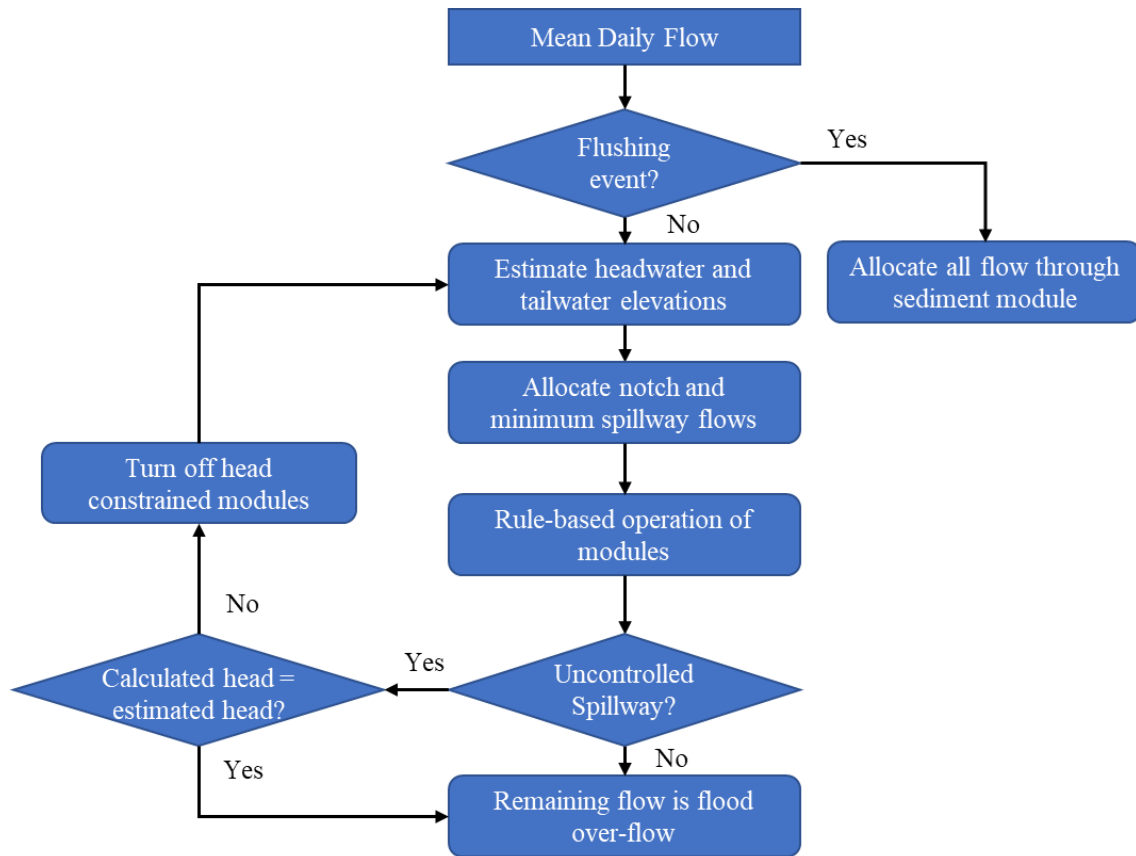 Mean Daily Flow
Flushing
event?
Yes
No
Estimate headwater and
tailwater elevations
Allocate all flow through
sediment module
Allocate notch and
minimum spillway flows
Turn off head
constrained modules
Rule-based operation of
modules
No
Calculated head =
estimated head?
Yes
Uncontrolled
Spillway?
Yes
No
Remaining flow is flood
over-flow